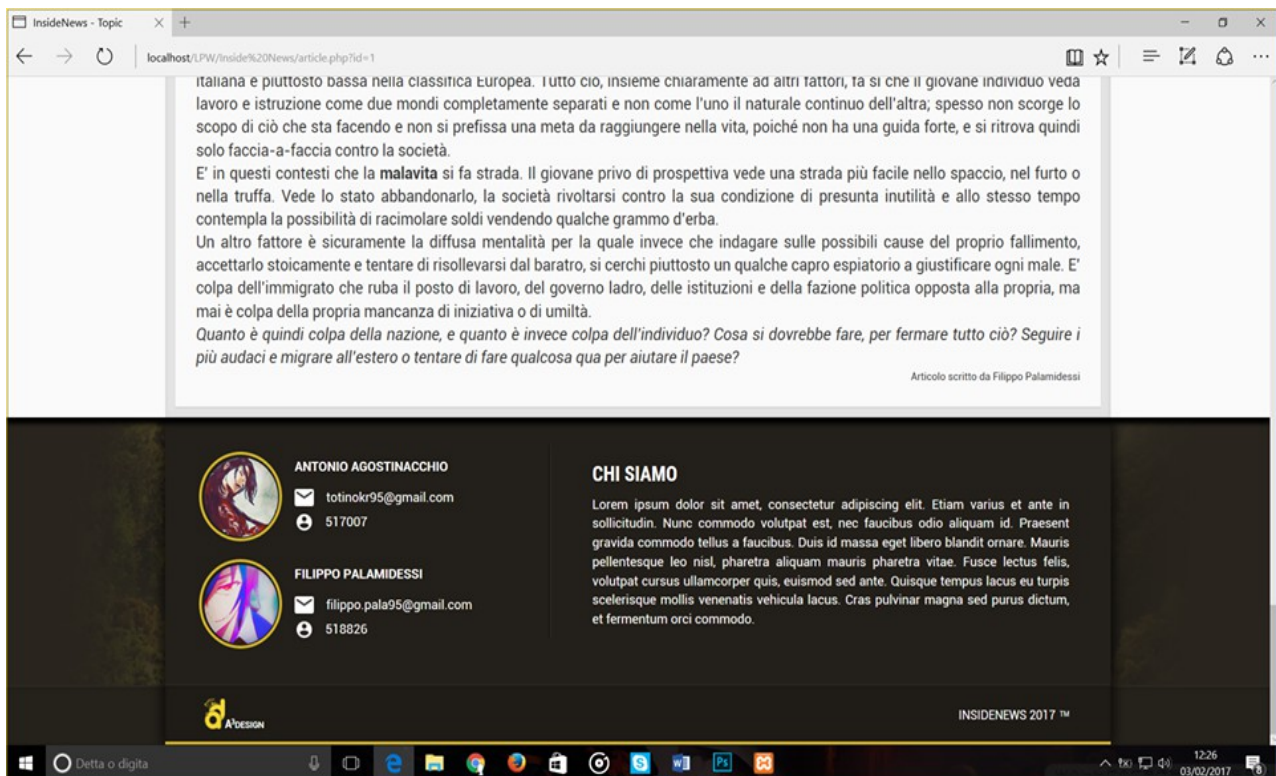 InsideNews - Topic
localhost/LPW/Inside%20News/article.php?id=1
italiana è piuttosto bassa nella classifica Europea. Tutto ciò, insieme chiaramente ad altri fattori, fa sì che il giovane individuo veda
lavoro e istruzione come due mondi completamente separati e non come l'uno il naturale continuo dell'altra; spesso non scorge lo
scopo di ciò che sta facendo e non si prefissa una meta da raggiungere nella vita, poiché non ha una guida forte, e si ritrova quindi
solo faccia-a-faccia contro la società.
E' in questi contesti che la malavita si fa strada. Il giovane privo di prospettiva vede una strada più facile nello spaccio, nel furto o
nella truffa. Vede lo stato abbandonarlo, la società rivoltarsi contro la sua condizione di presunta inutilità e allo stesso tempo
contempla la possibilità di racimolare soldi vendendo qualche grammo d'erba.
Un altro fattore è sicuramente la diffusa mentalità per la quale invece che indagare sulle possibili cause del proprio fallimento,
accettarlo stoicamente e tentare di risollevarsi dal baratro, si cerchi piuttosto un qualche capro espiatorio a giustificare ogni male. E'
colpa dell'immigrato che ruba il posto di lavoro, del governo ladro, delle istituzioni e della fazione politica opposta alla propria, ma
mai è colpa della propria mancanza di iniziativa o di umiltà.
Quanto è quindi colpa della nazione, e quanto è invece colpa dell'individuo? Cosa si dovrebbe fare, per fermare tutto ciò? Seguire i
più audaci e migrare all'estero o tentare di fare qualcosa qua per aiutare il paese?
Articolo scritto da Filippo Palamidessi
ANTONIO AGOSTINACCHIO
totinokr95@gmail.com
517007
FILIPPO PALAMIDESSI
filippo.pala95@gmail.com
518826
CHI SIAMO
Lorem ipsum dolor sit amet, consectetur adipiscing elit. Etiam varius et ante in
sollicitudin. Nunc commodo volutpat est, nec faucibus odio aliquam id. Praesent
gravida commodo tellus a faucibus. Duis id massa eget libero blandit ornare. Mauris
pellentesque leo nisl, pharetra aliquam mauris pharetra vitae. Fusce lectus felis,
volutpat cursus ullamcorper quis, euismod sed ante. Quisque tempus lacus eu turpis
scelerisque mollis venenatis vehicula lacus. Cras pulvinar magna sed purus dictum,
et fermentum orci commodo.
A³DESIGN
INSIDENEWS 2017 ™
Detta o digita
12:26
03/02/2017
8